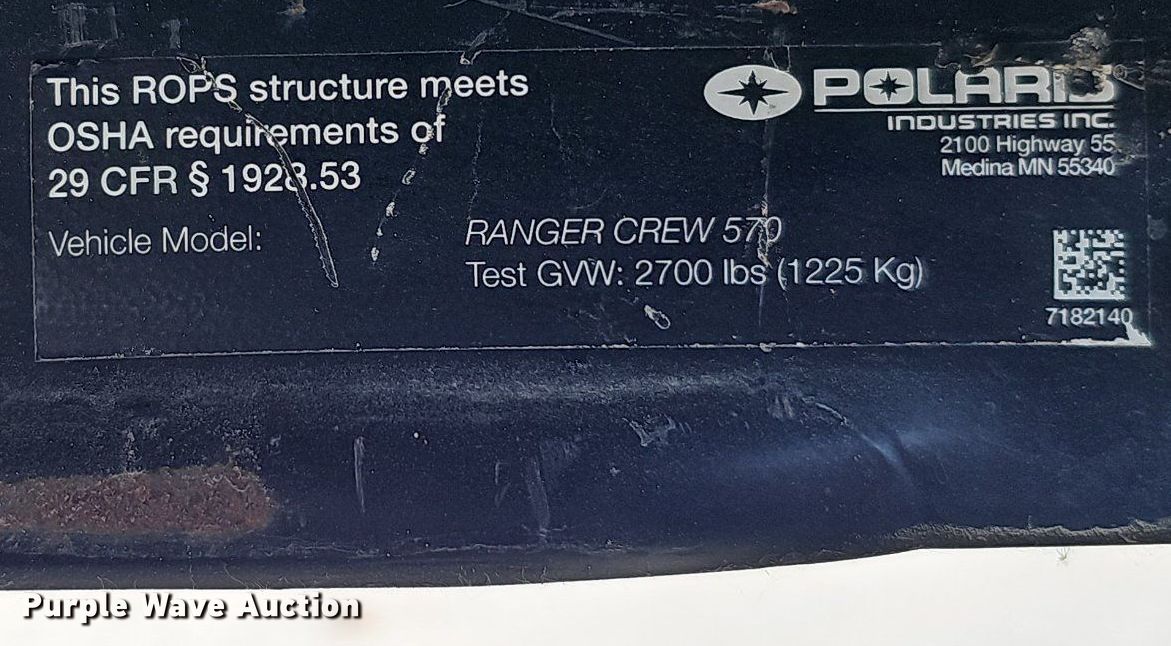 This ROPS structure meets
OSHA requirements of
29 CFR § 1928.53
POLARIS
INDUSTRIES INC.
2100 Highway 55
Medina MN 55340
Vehicle Model:
RANGER CREW 570
Test GVW: 2700 lbs (1225 Kg)
7182140
Purple Wave Auction